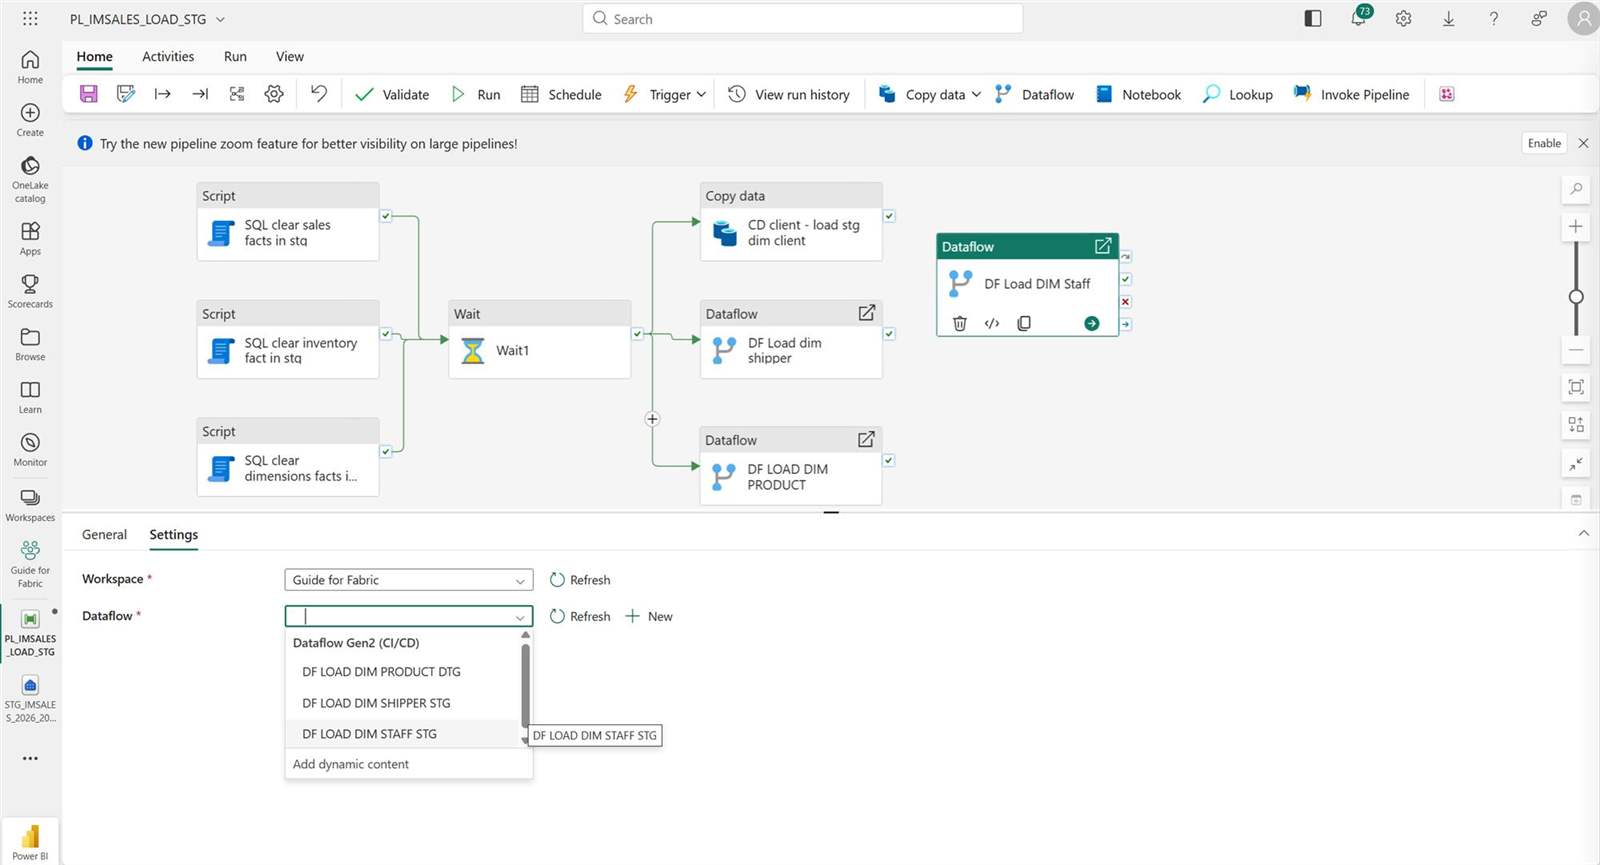 PL_IMSALES_LOAD_STG
Search
73
Home
Activities
Run
View
Validate
Run
Schedule
Trigger
View run history
Copy data
Dataflow
Notebook
Lookup
Invoke Pipeline
Try the new pipeline zoom feature for better visibility on large pipelines!
Enable
Home
Create
OneLake
catalog
Apps
Scorecards
Browse
Learn
Monitor
Workspaces
Guide for
Fabric
PL_IMSALES
_LOAD_STG
STG_IMSALE
S_2026_20...
Power BI
Script
SQL clear sales
facts in stg
Script
SQL clear inventory
fact in stg
Script
SQL clear
dimensions facts i...
Wait
Wait1
Copy data
CD client - load stg
dim client
Dataflow
DF Load dim
shipper
Dataflow
DF LOAD DIM
PRODUCT
Dataflow
DF Load DIM Staff
General
Settings
Workspace *
Guide for Fabric
Refresh
Dataflow *
Refresh
New
Dataflow Gen2 (CI/CD)
DF LOAD DIM PRODUCT DTG
DF LOAD DIM SHIPPER STG
DF LOAD DIM STAFF STG
DF LOAD DIM STAFF STG
Add dynamic content